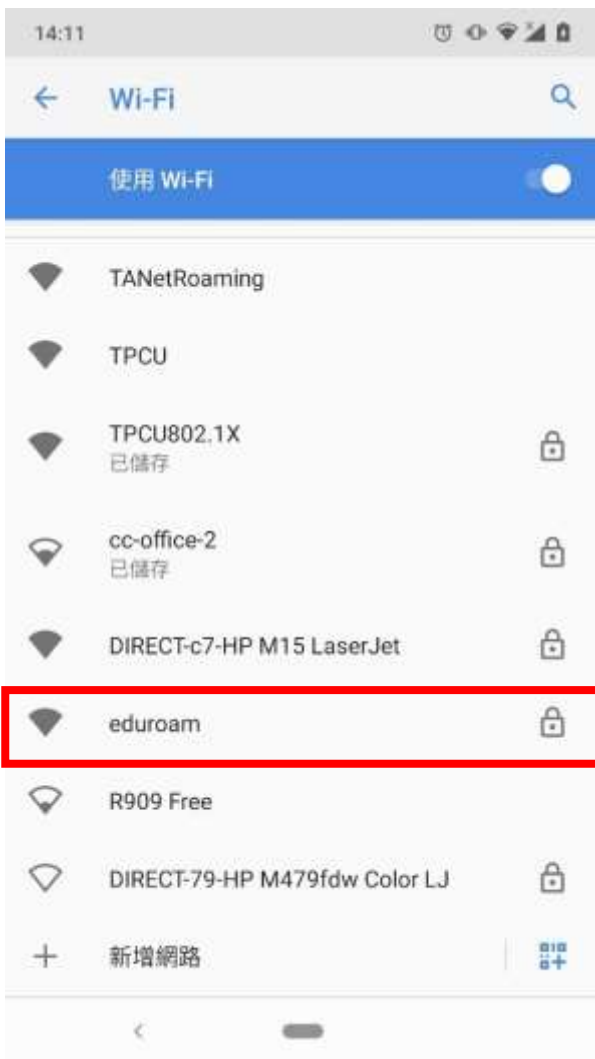 14:11
Wi-Fi
使用 Wi-Fi
TANetRoaming
TPCU
TPCU802.1X
已儲存
cc-office-2
已儲存
DIRECT-c7-HP M15 LaserJet
eduroam
R909 Free
DIRECT-79-HP M479fdw Color LJ
新增網路